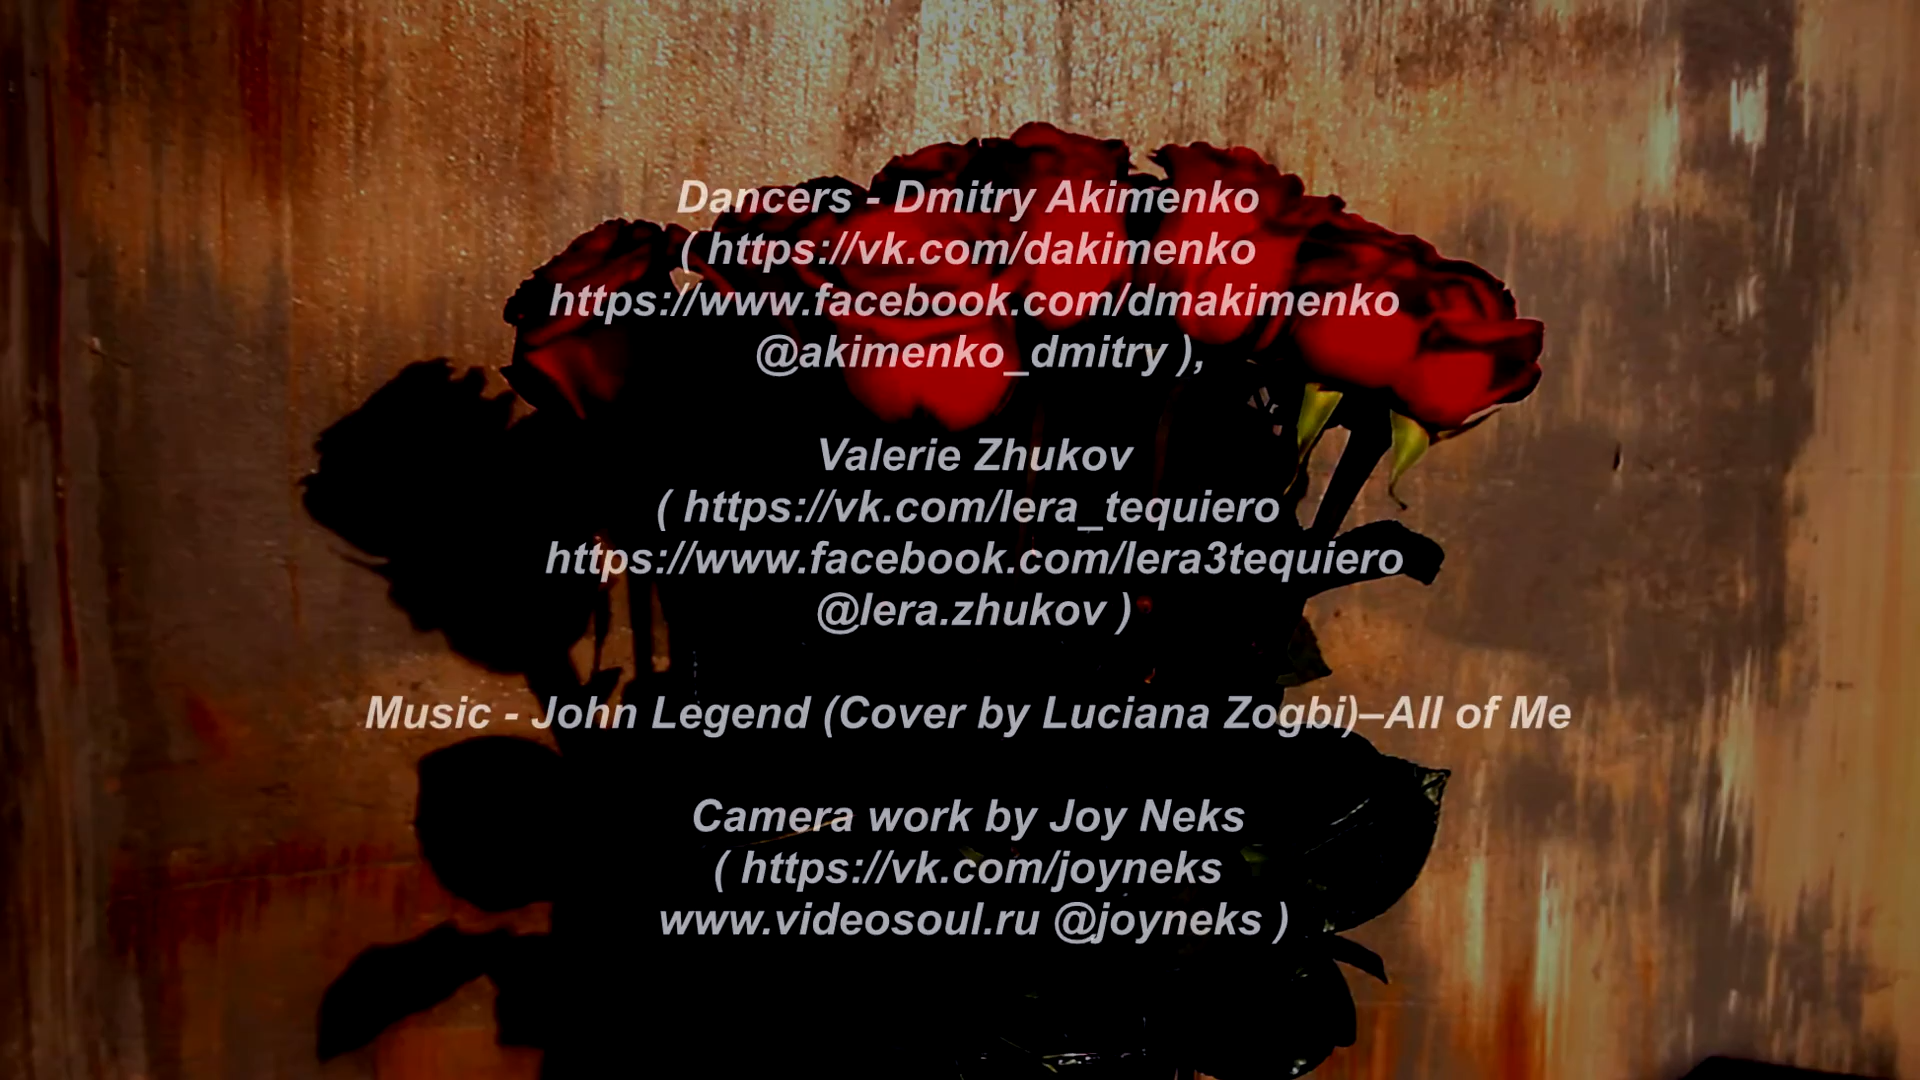 Dancers - Dmitry Akimenko
( https://vk.com/dakimenko
https://www.facebook.com/dmakimenko
@akimenko_dmitry ),
Valerie Zhukov
( https://vk.com/lera_tequiero
https://www.facebook.com/lera3tequiero
@lera.zhukov )
Music - John Legend (Cover by Luciana Zogbi)–All of Me
Camera work by Joy Neks
( https://vk.com/joyneks
www.videosoul.ru @joyneks )